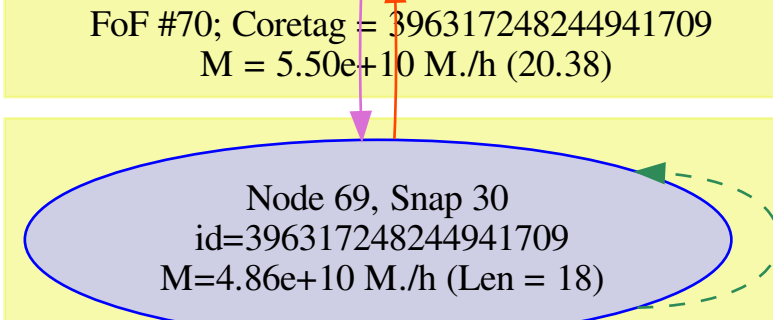 FoF #70; Coretag = 396317248244941709
M = 5.50e+10 M./h (20.38)
Node 69, Snap 30
id=396317248244941709
M=4.86e+10 M./h (Len = 18)